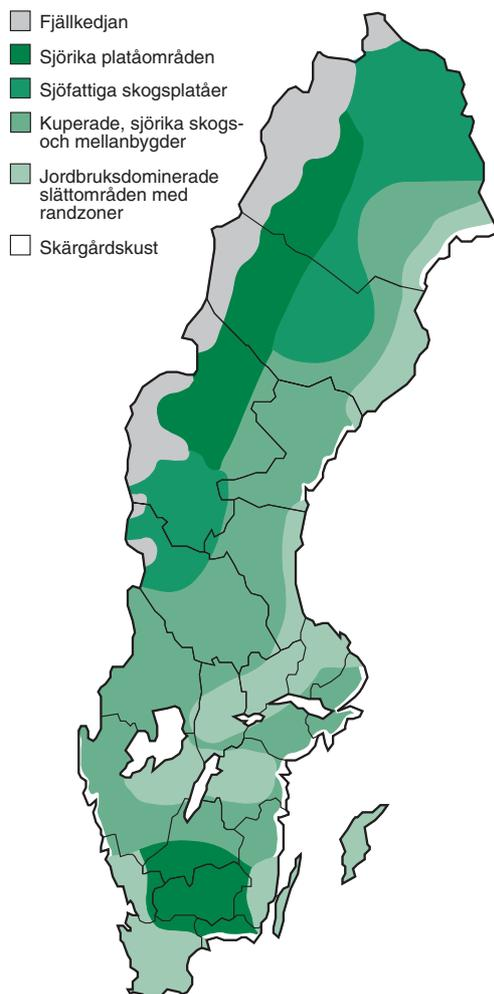 Fjällkedjan
Sjörika platåområden
Sjöfattiga skogsplatåer
Kuperade, sjörika skogs-
och mellanbygder
Jordbruksdominerade
slättområden med
randzoner
Skärgårdskust